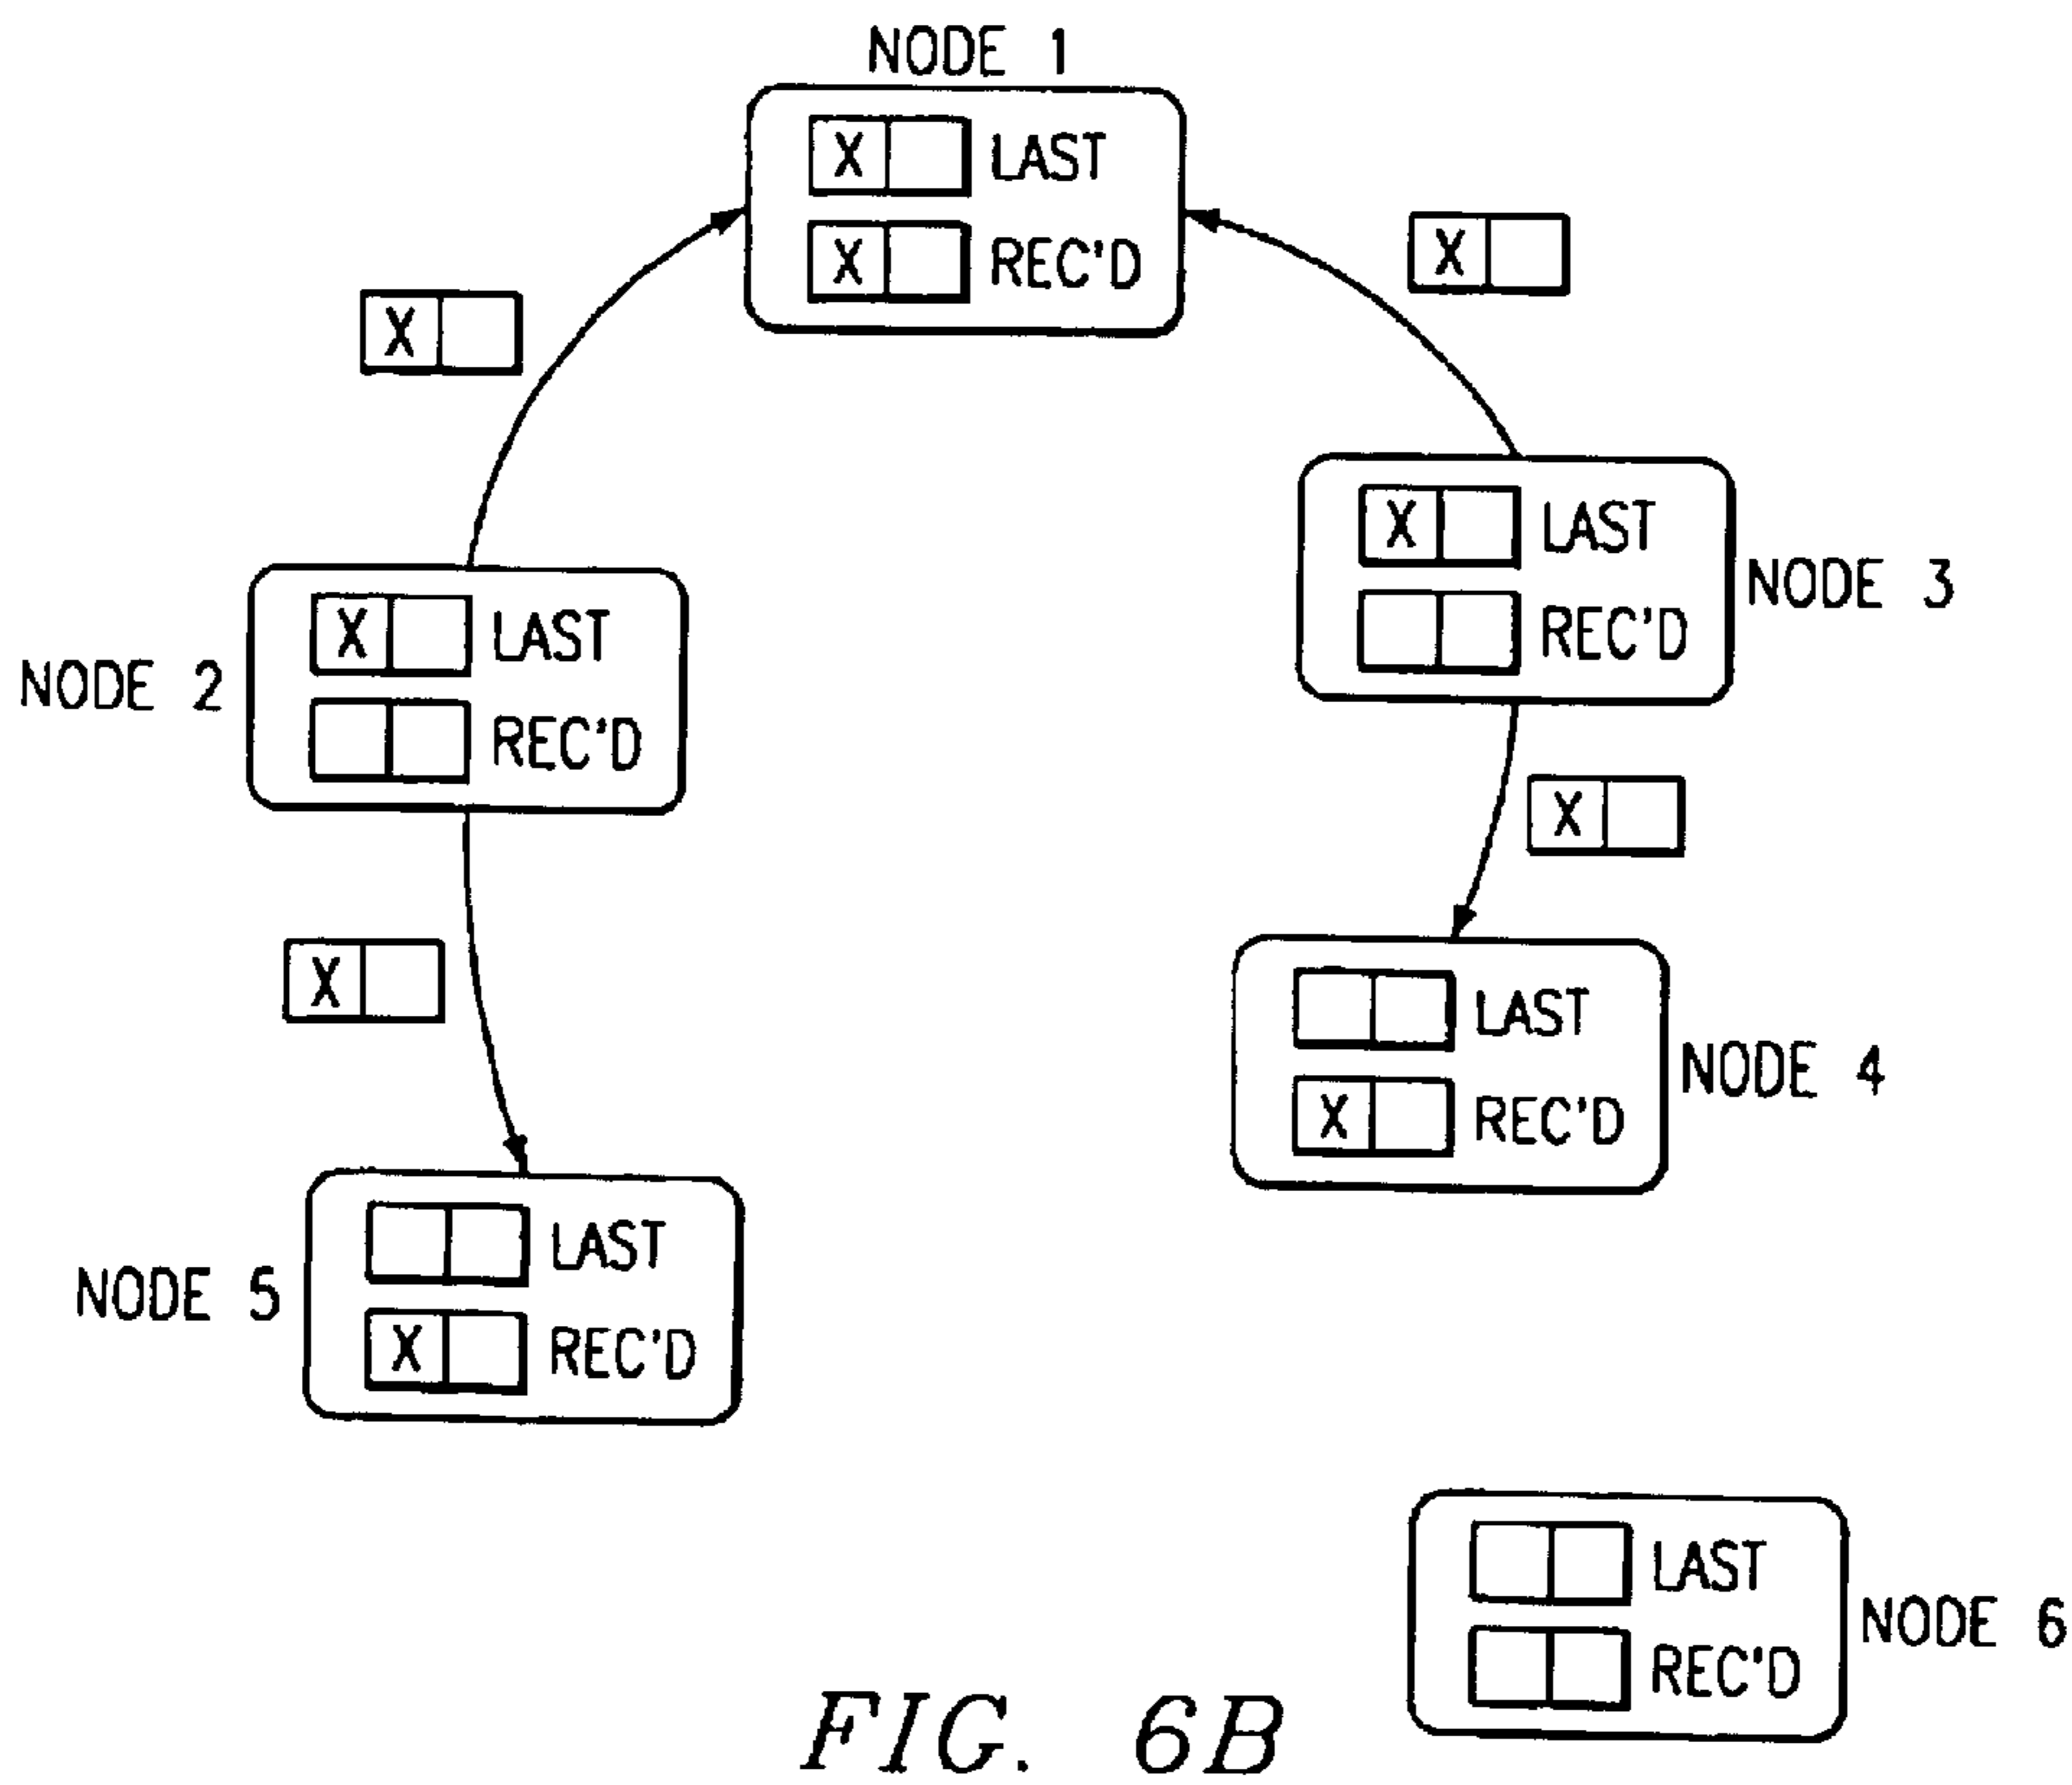 NODE 1
X LAST
X REC'D
X
X
X LAST
REC'D
NODE 3
NODE 2
X LAST
REC'D
X
X
LAST
X REC'D
NODE 4
NODE 5
LAST
X REC'D
LAST
REC'D
NODE 6
FIG. 6B